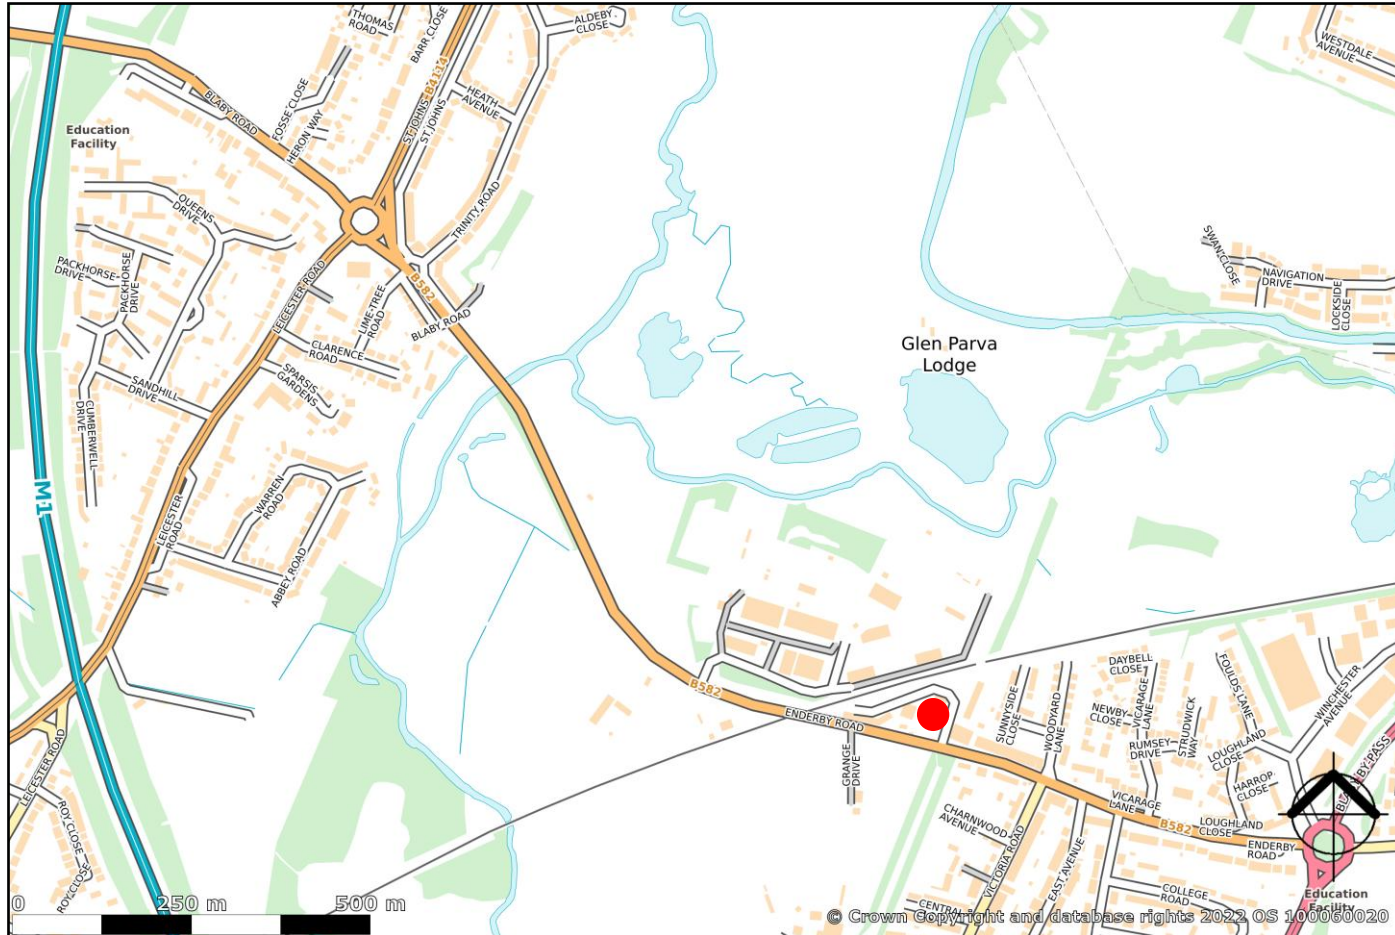 THOMAS
ROAD
BARR CLOSE
ALDEBY
CLOSE
WESTDALE
AVENUE
BLABY ROAD
FOSSE CLOSE
HERON WAY
ST JOHNS
B4114
ST JOHNS
HEATH
AVENUE
Education
Facility
QUEENS
DRIVE
TRINITY ROAD
PACKHORSE
DRIVE
PACKHORSE
DRIVE
LEICESTER ROAD
LIME TREE
ROAD
B582
BLABY ROAD
SWAN CLOSE
NAVIGATION
DRIVE
LOCKSIDE
CLOSE
CLARENCE
ROAD
SPARSIS
GARDENS
Glen Parva
Lodge
SANDHILL
DRIVE
CUMBERWELL
DRIVE
M1
WARREN
ROAD
LEICESTER
ROAD
ABBEY ROAD
B582
ENDERBY ROAD
GRANGE
DRIVE
SUNNYSIDE
CLOSE
WOODYARD
LANE
DAYBELL
CLOSE
NEWBY
CLOSE
VICARAGE
LANE
RUMSEY
DRIVE
STRUDWICK
WAY
FOULDS LANE
WINCHESTER
AVENUE
LOUGHLAND
CLOSE
HARROP
CLOSE
BLABY BY-PASS
LEICESTER ROAD
ROY CLOSE
ROY CLOSE
CHARNWOOD
AVENUE
VICTORIA ROAD
EAST AVENUE
VICARAGE
LANE
B582
LOUGHLAND
CLOSE
ENDERBY
ROAD
COLLEGE
ROAD
CENTRAL
Education
Facility
0 250 m 500 m
© Crown Copyright and database rights 2022 OS 100060020